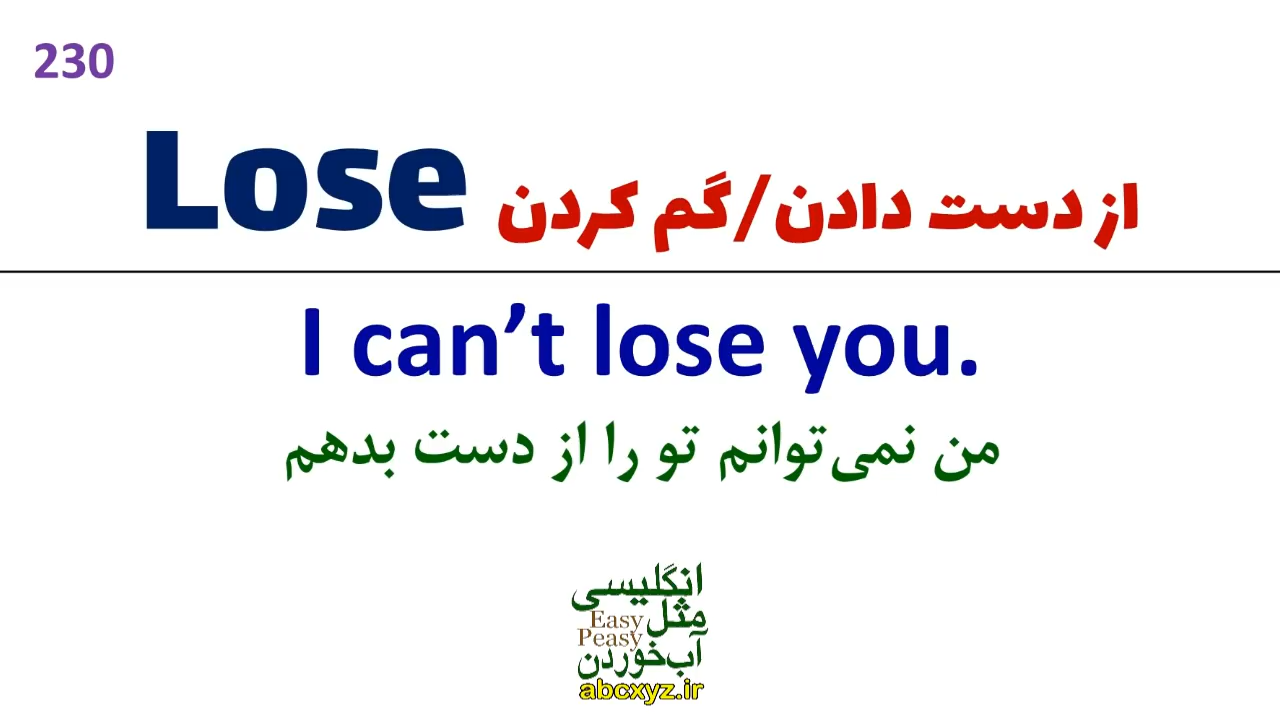 230
Lose از دست دادن/گم کردن
I can’t lose you.
من نمی‌توانم تو را از دست بدهم
انگلیسی
مثل
Easy
Peasy
آب‌خوردن
abcxyz.ir